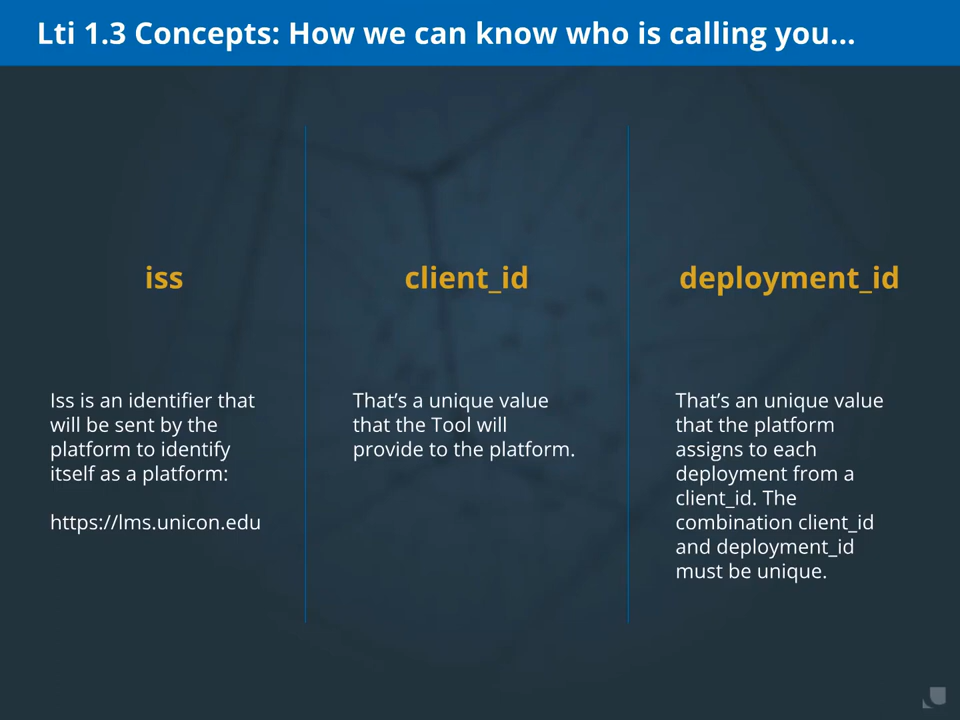 Lti 1.3 Concepts: How we can know who is calling you...
iss
Iss is an identifier that
will be sent by the
platform to identify
itself as a platform:
https://lms.unicon.edu
client_id
That’s a unique value
that the Tool will
provide to the platform.
deployment_id
That’s an unique value
that the platform
assigns to each
deployment from a
client_id. The
combination client_id
and deployment_id
must be unique.